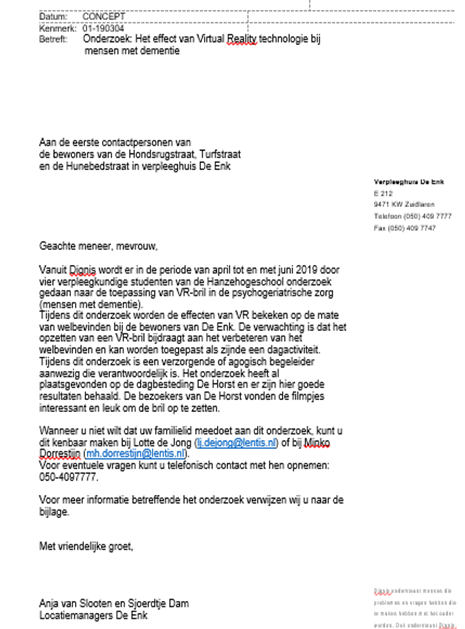 Datum: CONCEPT
Kenmerk: 01-190304
Betreft: Onderzoek: Het effect van Virtual Reality technologie bij
mensen met dementie
Aan de eerste contactpersonen van
de bewoners van de Hondsrugstraat, Turfstraat
en de Hunebedstraat in verpleeghuis De Enk
Verpleeghuis De Enk
E 212
9471 KW Zuidlaren
Telefoon (050) 409 7777
Fax (050) 409 7747
Geachte meneer, mevrouw,
Vanuit Dignis wordt er in de periode van april tot en met juni 2019 door
vier verpleegkundige studenten van de Hanzehogeschool onderzoek
gedaan naar de toepassing van VR-bril in de psychogeriatrische zorg
(mensen met dementie).
Tijdens dit onderzoek worden de effecten van VR bekeken op de mate
van welbevinden bij de bewoners van De Enk. De verwachting is dat het
opzetten van een VR-bril bijdraagt aan het verbeteren van het
welbevinden en kan worden toegepast als zijnde een dagactiviteit.
Tijdens dit onderzoek is een verzorgende of agogisch begeleider
aanwezig die verantwoordelijk is. Het onderzoek heeft al
plaatsgevonden op de dagbesteding De Horst en er zijn hier goede
resultaten behaald. De bezoekers van De Horst vonden de filmpjes
interessant en leuk om de bril op te zetten.
Wanneer u niet wilt dat uw familielid meedoet aan dit onderzoek, kunt u
dit kenbaar maken bij Lotte de Jong (lj.dejong@lentis.nl) of bij Minko
Dorrestijn (mh.dorrestijn@lentis.nl).
Voor eventuele vragen kunt u telefonisch contact met hen opnemen:
050-4097777.
Voor meer informatie betreffende het onderzoek verwijzen wij u naar de
bijlage.
Met vriendelijke groet,
Anja van Slooten en Sjoerdtje Dam
Locatiemanagers De Enk
Dignis ondersteunt mensen die
problemen en vragen hebben die
te maken hebben met het ouder
worden. Ook ondersteunt Dignis